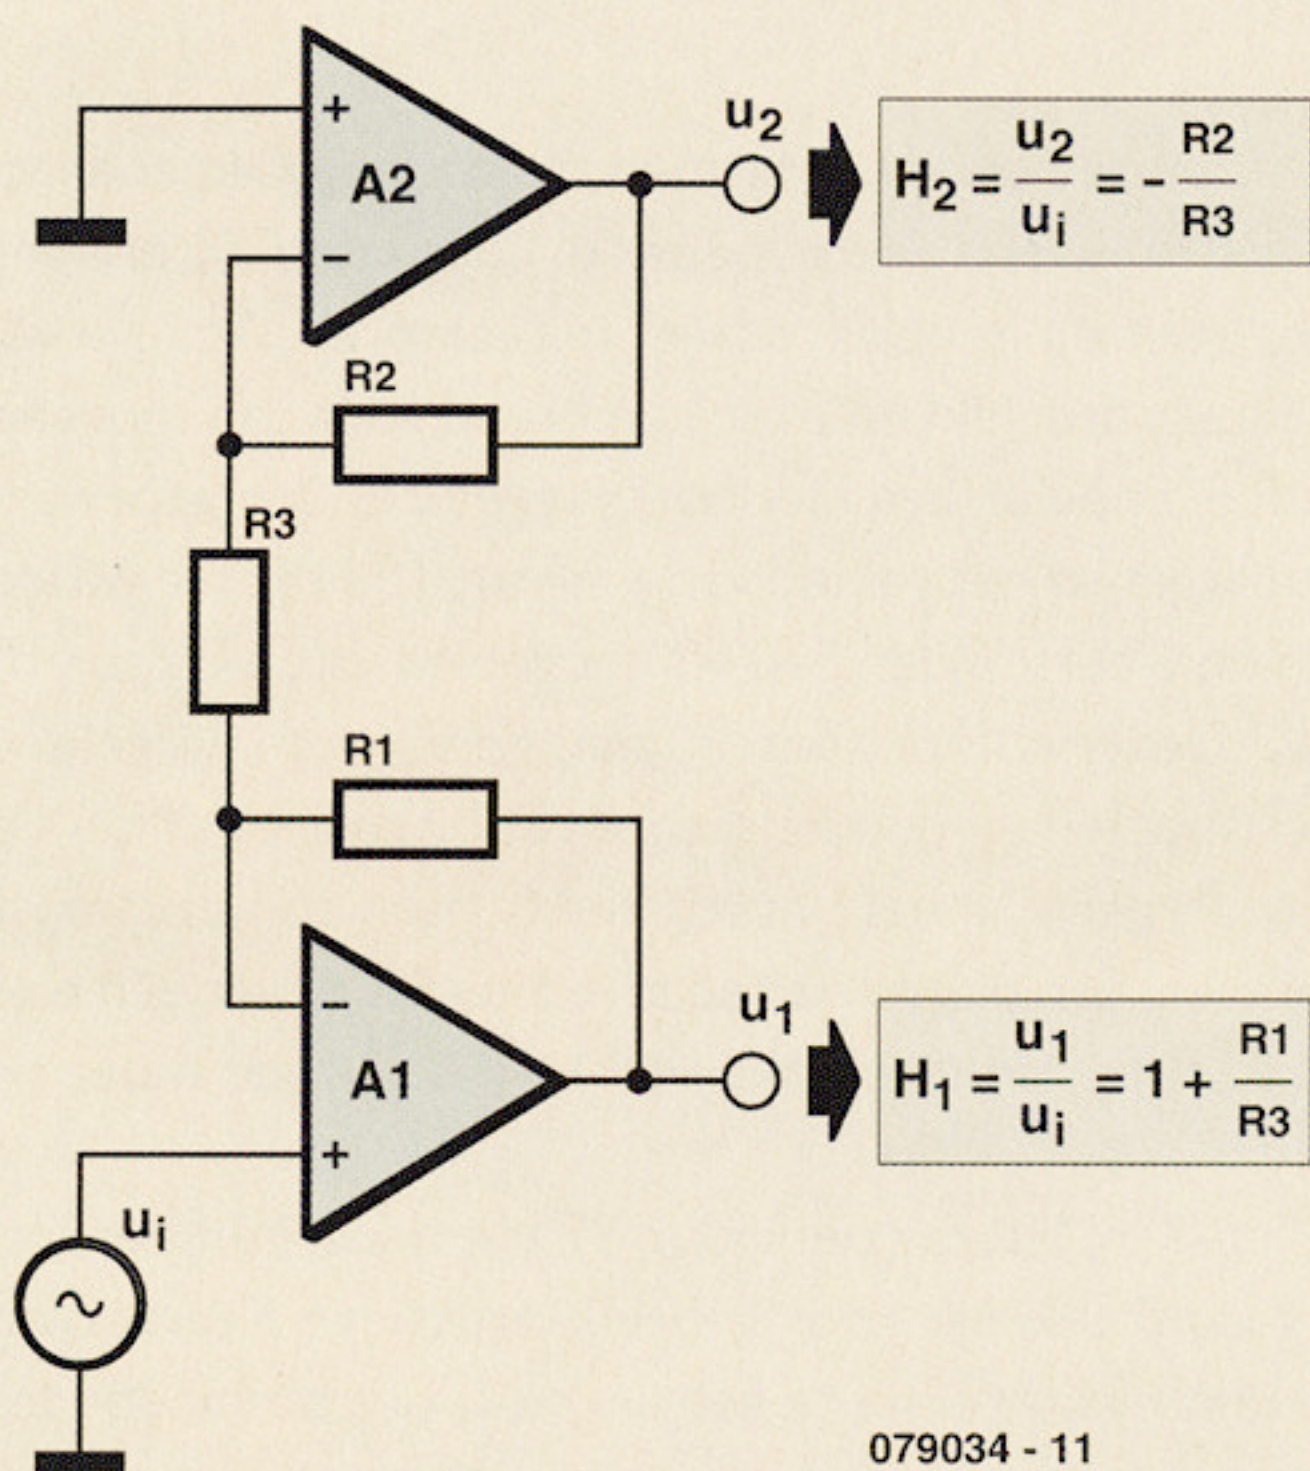 +
A2
−
u2
H2 = u2/ui = - R2/R3
R2
R3
R1
−
A1
+
u1
H1 = u1/ui = 1 + R1/R3
ui
~
079034 - 11